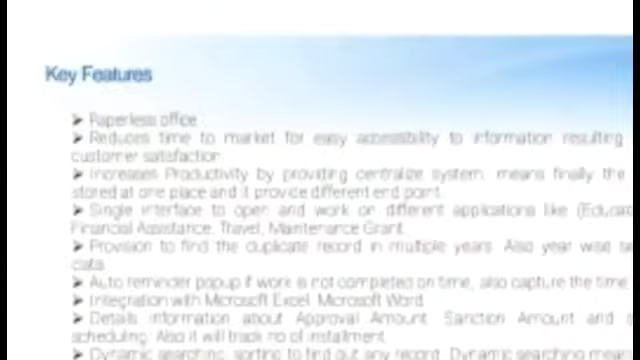 Key Features
➤ Paperless office
➤ Reduces time to market for easy accessibility to information resulting
customer satisfaction
➤ Increases Productivity by providing centralize system, means finally the
stored at one place and it provide different end point.
➤ Single interface to open and work on different applications like (Educat
Financial Assistance, Travel, Maintenance Grant
➤ Provision to find the duplicate record in multiple years. Also year wise se
data.
➤ Auto reminder popup if work is not completed on time, also capture the time
➤ Integration with Microsoft Excel, Microsoft Word
➤ Details information about Approval Amount, Sanction Amount and
scheduling. Also it will track no of installment.
➤ Dynamic searching, sorting to find out any record. Dynamic searching means